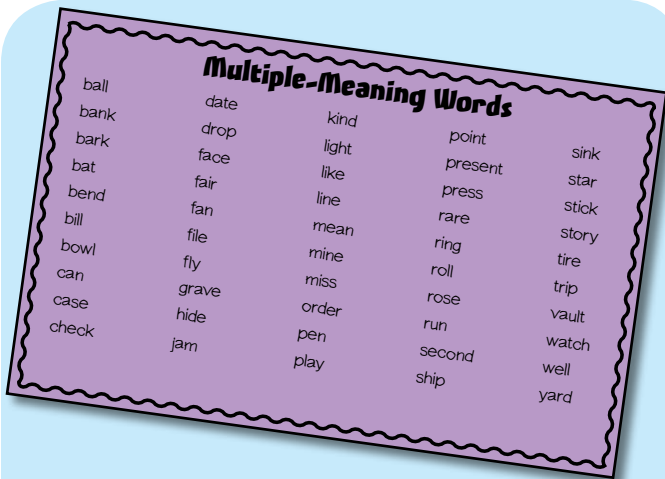 Multiple-Meaning Words
ball
bank
bark
bat
bend
bill
bowl
can
case
check
date
drop
face
fair
fan
file
fly
grave
hide
jam
kind
light
like
line
mean
mine
miss
order
pen
play
point
present
press
rare
ring
roll
rose
run
second
ship
sink
star
stick
story
tire
trip
vault
watch
well
yard